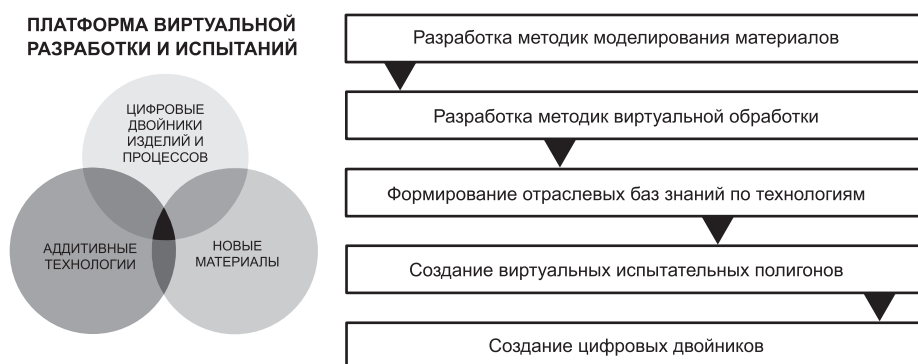 ПЛАТФОРМА ВИРТУАЛЬНОЙ
РАЗРАБОТКИ И ИСПЫТАНИЙ
ЦИФРОВЫЕ
ДВОЙНИКИ
ИЗДЕЛИЙ И
ПРОЦЕССОВ
АДДИТИВНЫЕ
ТЕХНОЛОГИИ
НОВЫЕ
МАТЕРИАЛЫ
Разработка методик моделирования материалов
Разработка методик виртуальной обработки
Формирование отраслевых баз знаний по технологиям
Создание виртуальных испытательных полигонов
Создание цифровых двойников